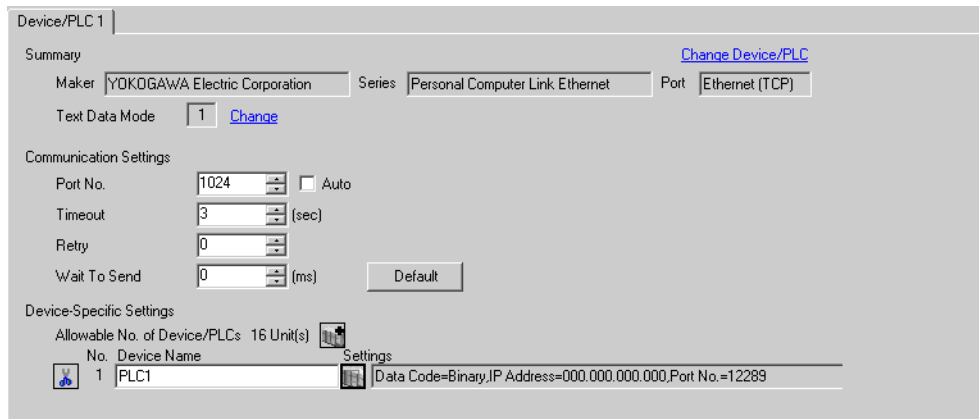 Device/PLC 1
Summary
Change Device/PLC
Maker YOKOGAWA Electric Corporation Series Personal Computer Link Ethernet Port Ethernet (TCP)
Text Data Mode 1 Change
Communication Settings
Port No. 1024 Auto
Timeout 3 (sec)
Retry 0
Wait To Send 0 (ms) Default
Device-Specific Settings
Allowable No. of Device/PLCs 16 Unit(s)
No. Device Name Settings
1 PLC1 Data Code=Binary,IP Address=000.000.000.000,Port No.=12289